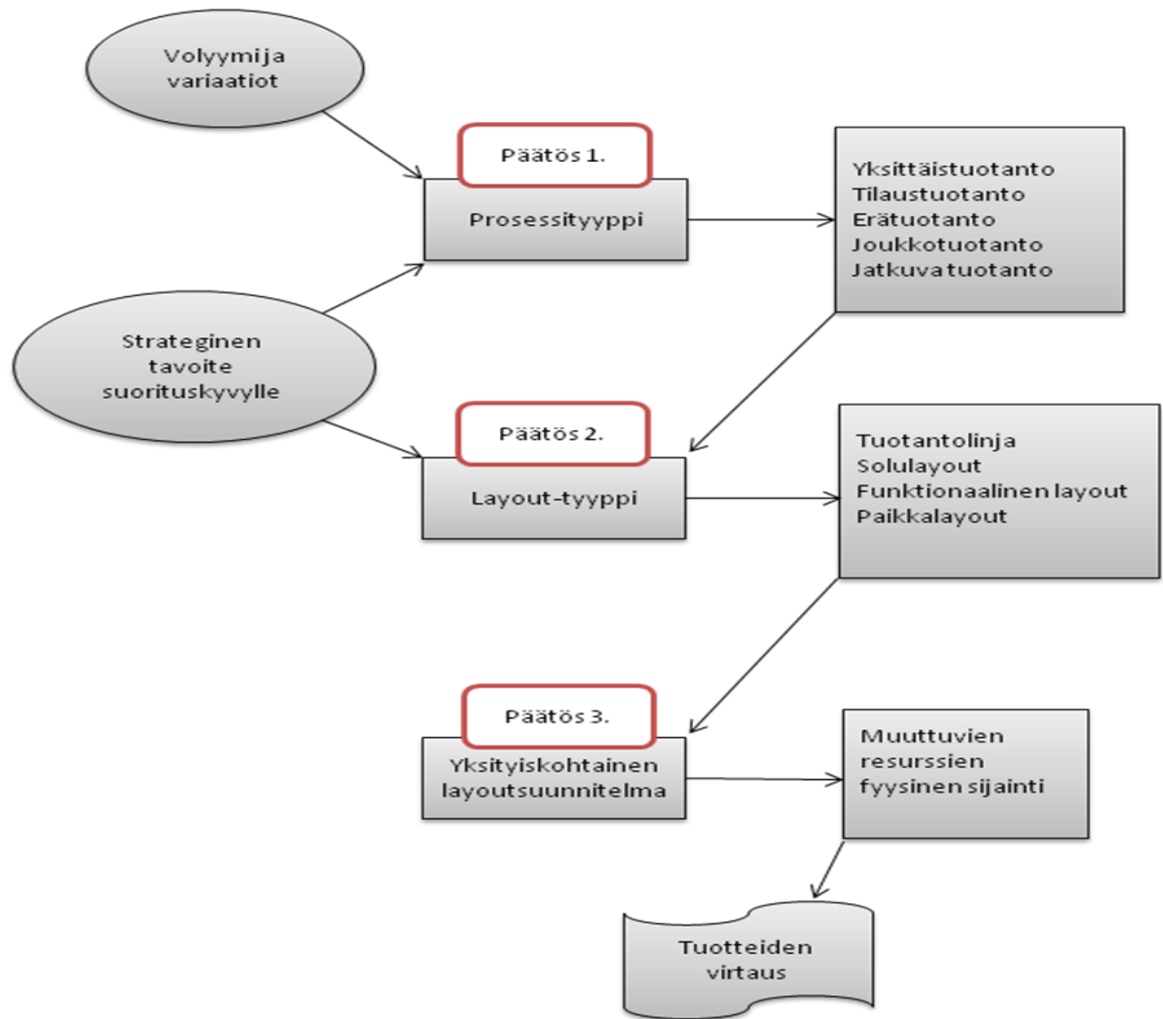 Volyymi ja
variaatiot
Päätös 1.
Prosessityyppi
Yksittäistuotanto
Tilaustuotanto
Erätuotanto
Joukkotuotanto
Jatkuva tuotanto
Strateginen
tavoite
suorituskyvylle
Päätös 2.
Layout-tyyppi
Tuotantolinja
Solulayout
Funktionaalinen layout
Paikkalayout
Päätös 3.
Yksityiskohtainen
layoutsuunnitelma
Muuttuvien
resurssien
fyysinen sijainti
Tuotteiden
virtaus